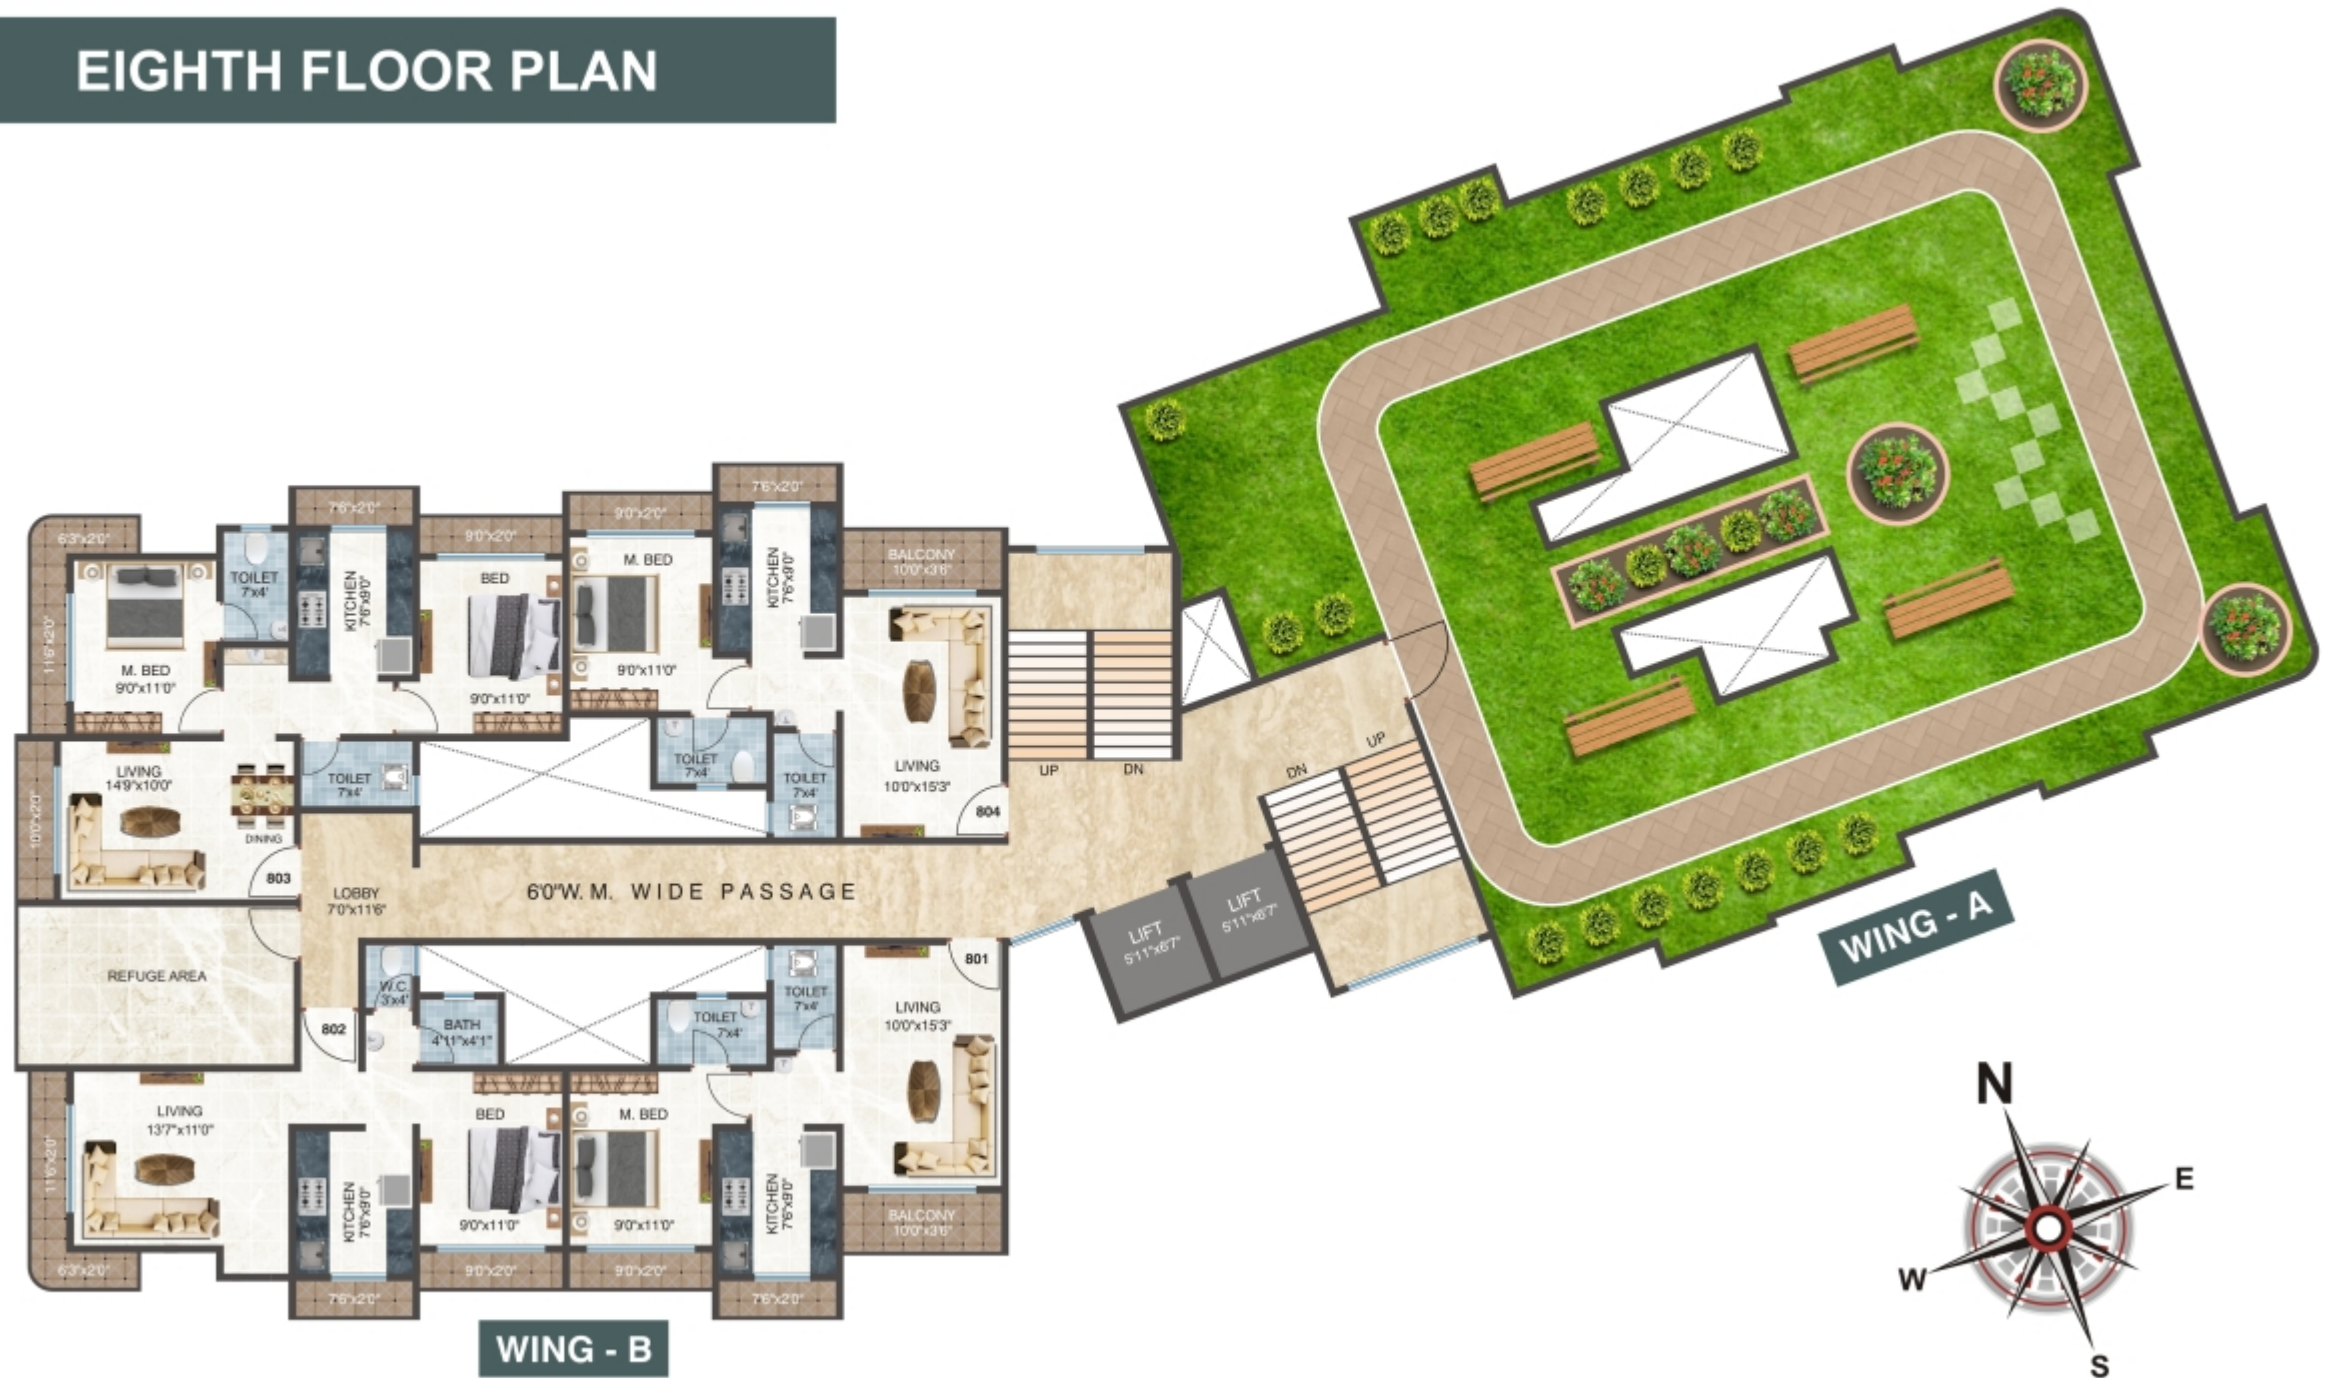 EIGHTH FLOOR PLAN
7'6"x2'0"
9'0"x2'0"
7'6"x2'0"
9'0"x2'0"
6'3"x2'0"
BALCONY
10'0"x3'6"
TOILET
7'x4'
KITCHEN
7'6"x9'0"
BED
9'0"x11'0"
M. BED
9'0"x11'0"
KITCHEN
7'6"x9'0"
11'6"x2'0"
M. BED
9'0"x11'0"
LIVING
14'9"x10'0"
DINING
TOILET
7'x4'
TOILET
7'x4'
TOILET
7'x4'
LIVING
10'0"x15'3"
804
UP
DN
DN
UP
10'0"x2'0"
803
LOBBY
7'0"x11'6"
6'0"W. M. WIDE PASSAGE
LIFT
5'11"x6'7"
LIFT
5'11"x6'7"
WING - A
REFUGE AREA
802
W.C.
3'x4'
BATH
4'11"x4'1"
TOILET
7'x4'
TOILET
7'x4'
801
LIVING
10'0"x15'3"
11'6"x2'0"
LIVING
13'7"x11'0"
KITCHEN
7'6"x9'0"
BED
9'0"x11'0"
M. BED
9'0"x11'0"
KITCHEN
7'6"x9'0"
BALCONY
10'0"x3'6"
6'3"x2'0"
9'0"x2'0"
9'0"x2'0"
7'6"x2'0"
7'6"x2'0"
WING - B
N
E
W
S